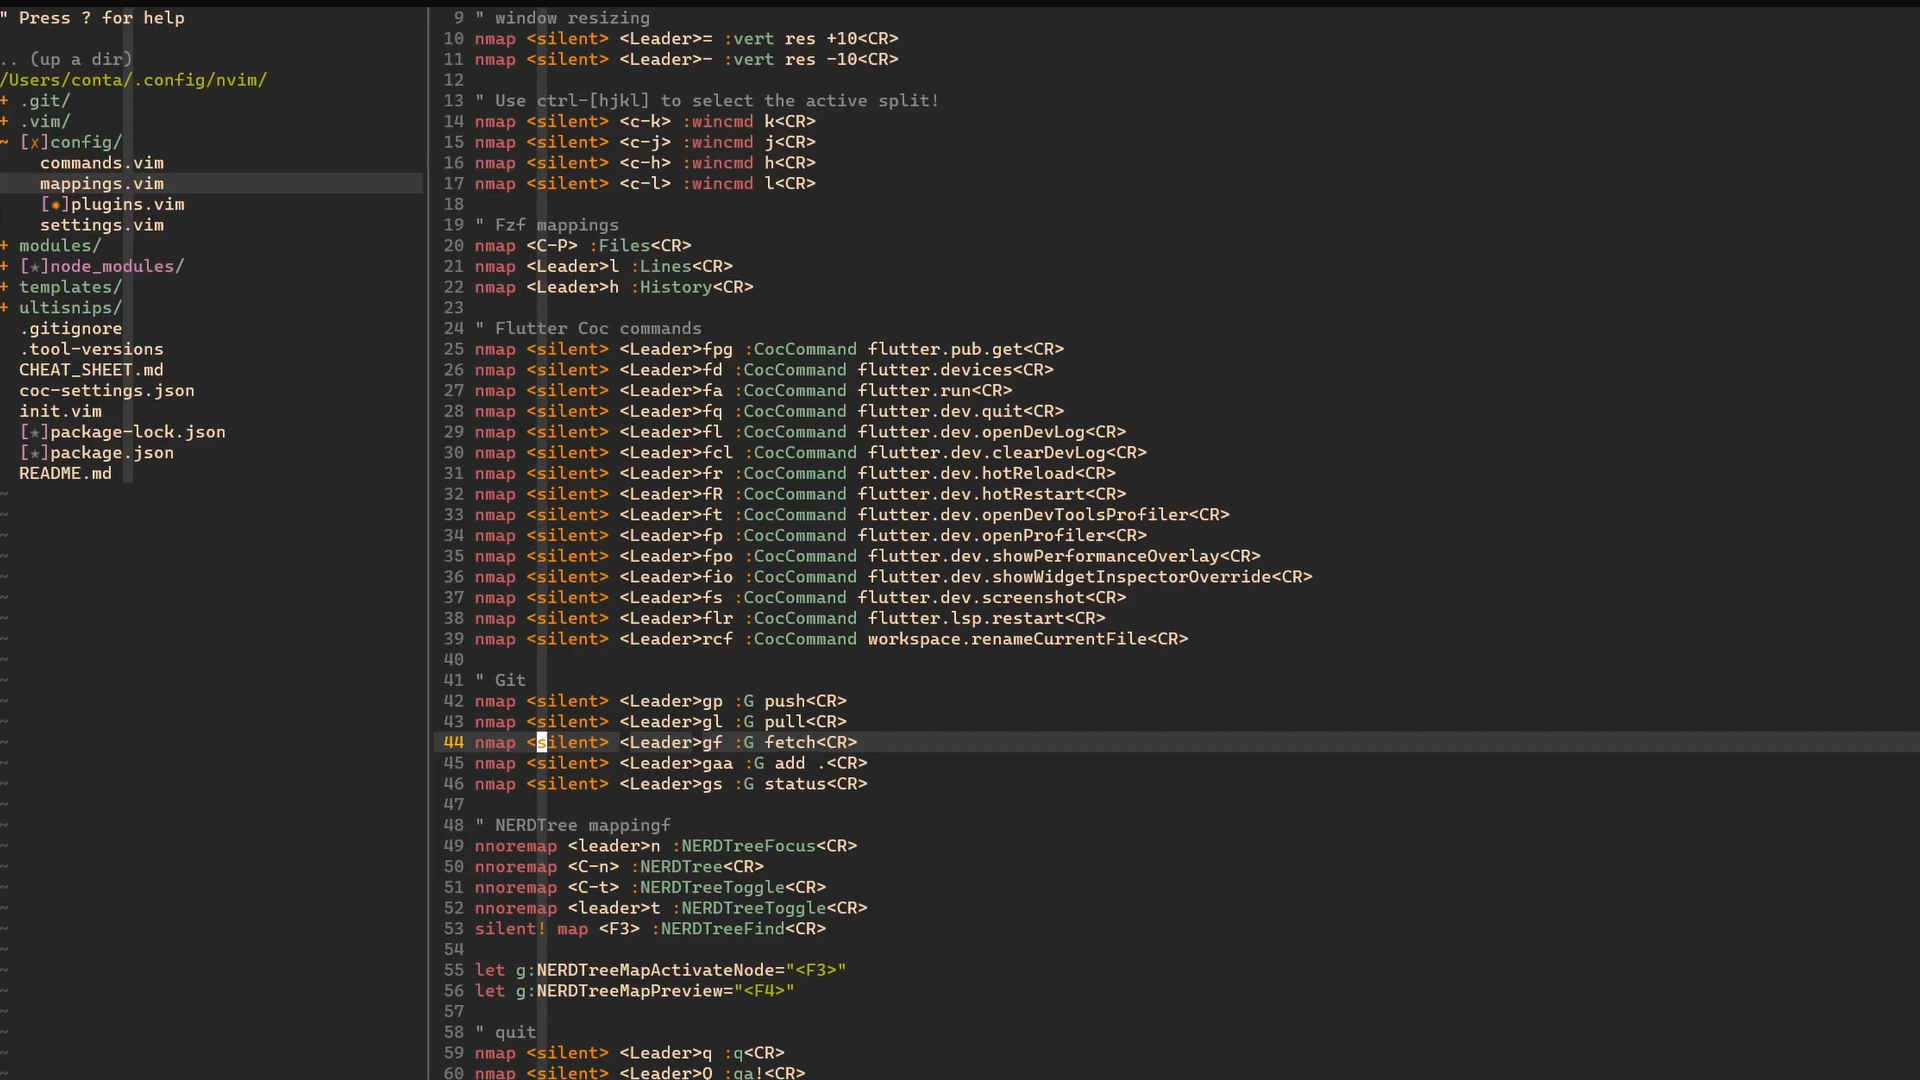 " Press ? for help
.. (up a dir)
/Users/conta/.config/nvim/
+ .git/
+ .vim/
~ [✗]config/
commands.vim
mappings.vim
[✹]plugins.vim
settings.vim
+ modules/
+ [★]node_modules/
+ templates/
+ ultisnips/
.gitignore
.tool-versions
CHEAT_SHEET.md
coc-settings.json
init.vim
[★]package-lock.json
[★]package.json
README.md
9 " window resizing
10 nmap <silent> <Leader>= :vert res +10<CR>
11 nmap <silent> <Leader>- :vert res -10<CR>
12
13 " Use ctrl-[hjkl] to select the active split!
14 nmap <silent> <c-k> :wincmd k<CR>
15 nmap <silent> <c-j> :wincmd j<CR>
16 nmap <silent> <c-h> :wincmd h<CR>
17 nmap <silent> <c-l> :wincmd l<CR>
18
19 " Fzf mappings
20 nmap <C-P> :Files<CR>
21 nmap <Leader>l :Lines<CR>
22 nmap <Leader>h :History<CR>
23
24 " Flutter Coc commands
25 nmap <silent> <Leader>fpg :CocCommand flutter.pub.get<CR>
26 nmap <silent> <Leader>fd :CocCommand flutter.devices<CR>
27 nmap <silent> <Leader>fa :CocCommand flutter.run<CR>
28 nmap <silent> <Leader>fq :CocCommand flutter.dev.quit<CR>
29 nmap <silent> <Leader>fl :CocCommand flutter.dev.openDevLog<CR>
30 nmap <silent> <Leader>fcl :CocCommand flutter.dev.clearDevLog<CR>
31 nmap <silent> <Leader>fr :CocCommand flutter.dev.hotReload<CR>
32 nmap <silent> <Leader>fR :CocCommand flutter.dev.hotRestart<CR>
33 nmap <silent> <Leader>ft :CocCommand flutter.dev.openDevToolsProfiler<CR>
34 nmap <silent> <Leader>fp :CocCommand flutter.dev.openProfiler<CR>
35 nmap <silent> <Leader>fpo :CocCommand flutter.dev.showPerformanceOverlay<CR>
36 nmap <silent> <Leader>fio :CocCommand flutter.dev.showWidgetInspectorOverride<CR>
37 nmap <silent> <Leader>fs :CocCommand flutter.dev.screenshot<CR>
38 nmap <silent> <Leader>flr :CocCommand flutter.lsp.restart<CR>
39 nmap <silent> <Leader>rcf :CocCommand workspace.renameCurrentFile<CR>
40
41 " Git
42 nmap <silent> <Leader>gp :G push<CR>
43 nmap <silent> <Leader>gl :G pull<CR>
44 nmap <silent> <Leader>gf :G fetch<CR>
45 nmap <silent> <Leader>gaa :G add .<CR>
46 nmap <silent> <Leader>gs :G status<CR>
47
48 " NERDTree mappingf
49 nnoremap <leader>n :NERDTreeFocus<CR>
50 nnoremap <C-n> :NERDTree<CR>
51 nnoremap <C-t> :NERDTreeToggle<CR>
52 nnoremap <leader>t :NERDTreeToggle<CR>
53 silent! map <F3> :NERDTreeFind<CR>
54
55 let g:NERDTreeMapActivateNode="<F3>"
56 let g:NERDTreeMapPreview="<F4>"
57
58 " quit
59 nmap <silent> <Leader>q :q<CR>
60 nmap <silent> <Leader>Q :qa!<CR>